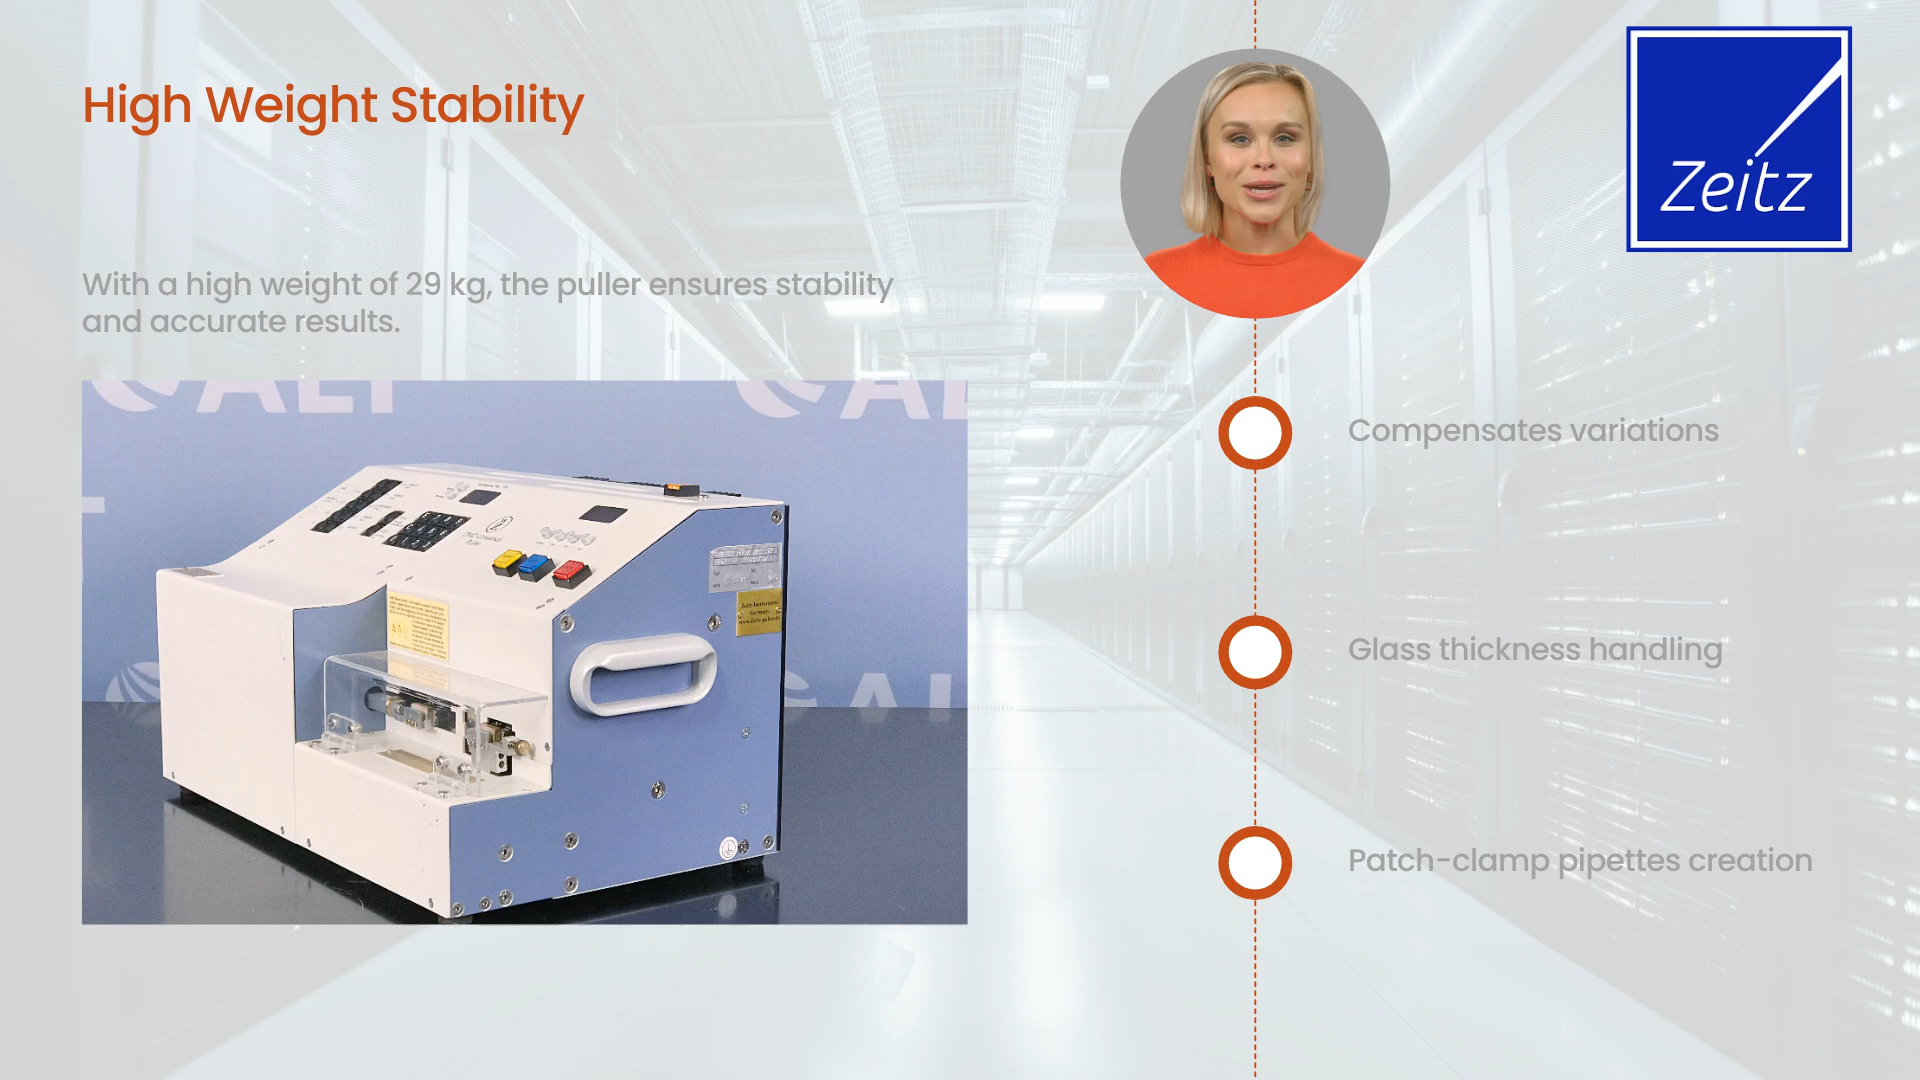 High Weight Stability
Zeitz
With a high weight of 29 kg, the puller ensures stability
and accurate results.
Compensates variations
Glass thickness handling
Patch-clamp pipettes creation